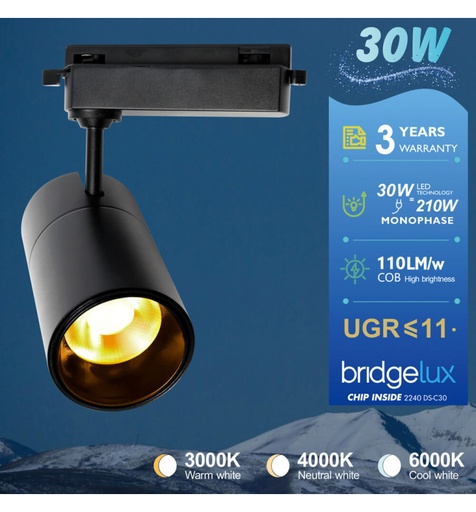 30W
3 YEARS
WARRANTY
30W LED
TECHNOLOGY
= 210W
MONOPHASE
110LM/w
COB High brightness
UGR≤11·
bridgelux
CHIP INSIDE 2240 DS-C30
3000K
Warm white
4000K
Neutral white
6000K
Cool white